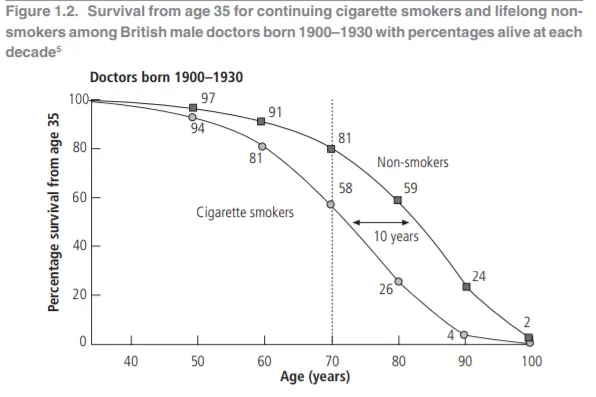 Figure 1.2. Survival from age 35 for continuing cigarette smokers and lifelong non-
smokers among British male doctors born 1900–1930 with percentages alive at each
decade5
Doctors born 1900–1930
Percentage survival from age 35
100
80
60
40
20
0
97
94
91
81
81
58
Non-smokers
59
Cigarette smokers
10 years
26
24
4
2
40 50 60 70 80 90 100
Age (years)